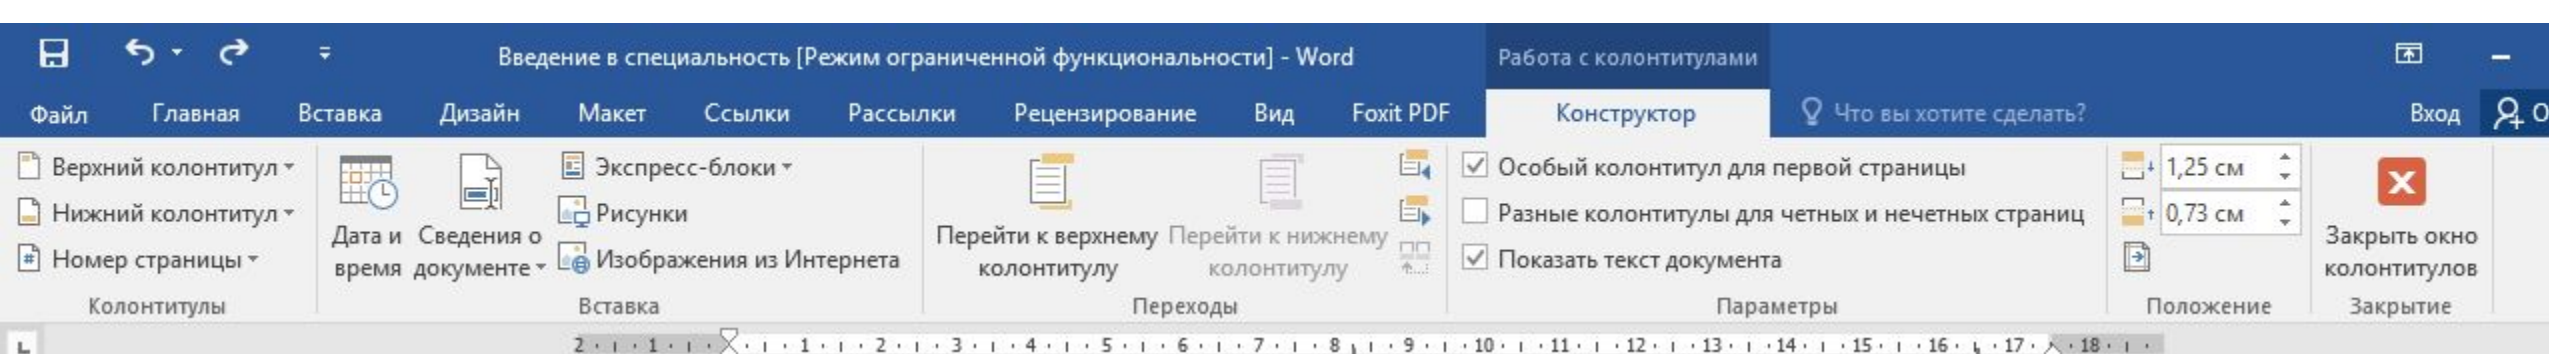 Введение в специальность [Режим ограниченной функциональности] - Word
Работа с колонтитулами
Файл Главная Вставка Дизайн Макет Ссылки Рассылки Рецензирование Вид Foxit PDF Конструктор Что вы хотите сделать? Вход О
Верхний колонтитул
Нижний колонтитул
Номер страницы
Колонтитулы
Дата и
время
Сведения о
документе
Экспресс-блоки
Рисунки
Изображения из Интернета
Вставка
Перейти к верхнему
колонтитулу
Перейти к нижнему
колонтитулу
Переходы
Особый колонтитул для первой страницы
Разные колонтитулы для четных и нечетных страниц
Показать текст документа
Параметры
1,25 см
0,73 см
Положение
Закрыть окно
колонтитулов
Закрытие
2 1 1 2 3 4 5 6 7 8 9 10 11 12 13 14 15 16 17 18